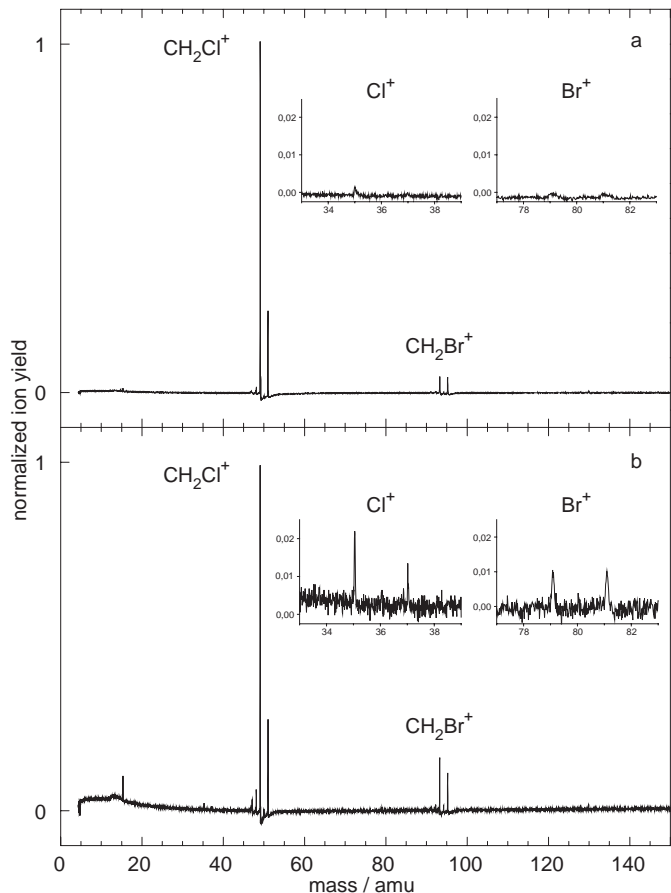 1
CH₂Cl⁺
a
Cl⁺
Br⁺
0,02
0,02
0,01
0,01
0,00
0,00
34 36 38
78 80 82
CH₂Br⁺
0
normalized ion yield
1
CH₂Cl⁺
b
Cl⁺
Br⁺
0,02
0,02
0,01
0,01
0,00
0,00
34 36 38
78 80 82
CH₂Br⁺
0
0 20 40 60 80 100 120 140
mass / amu